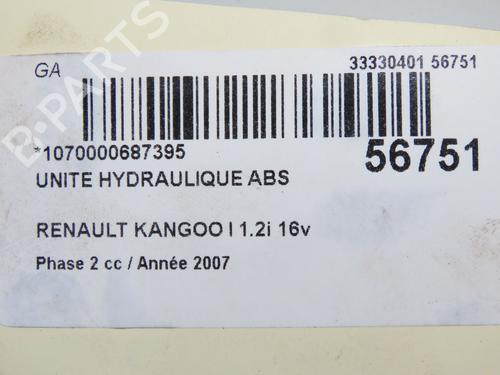 GA 33330401 56751
*1070000687395 56751
UNITE HYDRAULIQUE ABS
RENAULT KANGOO I 1.2i 16v
Phase 2 cc / Année 2007
B-PARTS